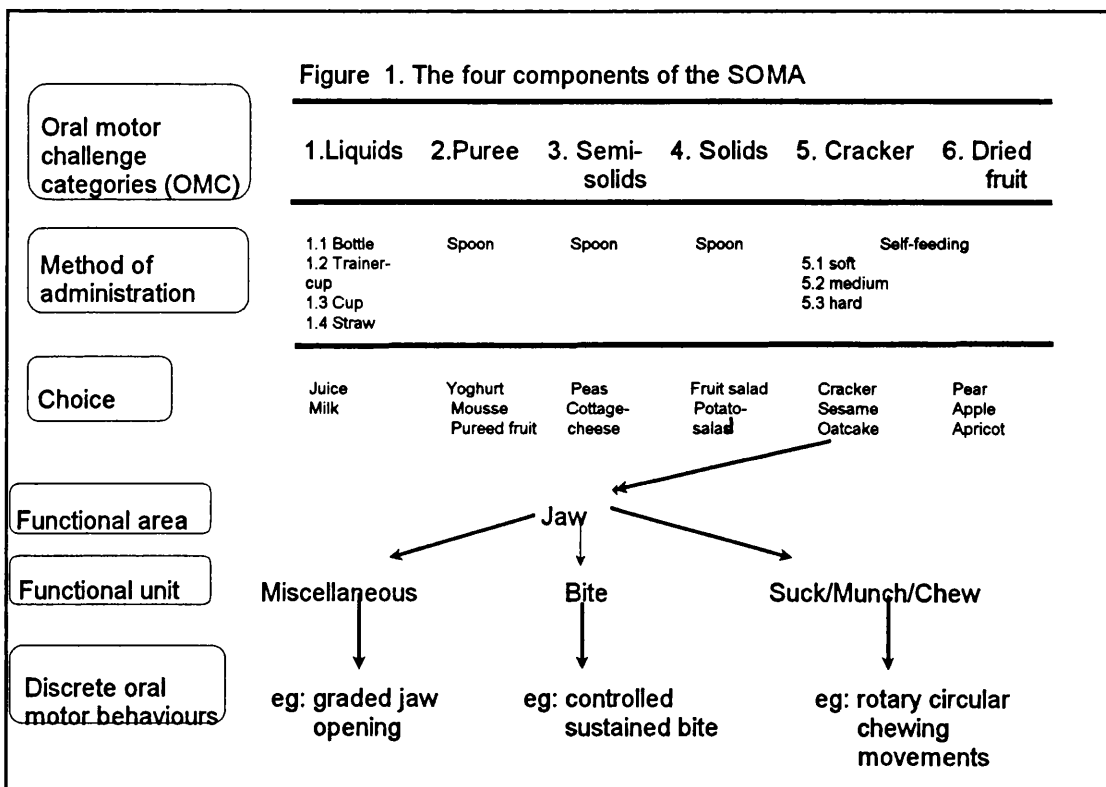 Figure 1. The four components of the SOMA
Oral motor
challenge
categories (OMC)
1.Liquids 2.Puree 3. Semi- 4. Solids 5. Cracker 6. Dried
solids fruit
Method of
administration
1.1 Bottle Spoon Spoon Spoon Self-feeding
1.2 Trainer- 5.1 soft
cup 5.2 medium
1.3 Cup 5.3 hard
1.4 Straw
Choice
Juice Yoghurt Peas Fruit salad Cracker Pear
Milk Mousse Cottage- Potato- Sesame Apple
Pureed fruit cheese salad Oatcake Apricot
Functional area
Jaw
Functional unit
Miscellaneous Bite Suck/Munch/Chew
Discrete oral
motor behaviours
eg: graded jaw eg: controlled eg: rotary circular
opening sustained bite chewing
movements